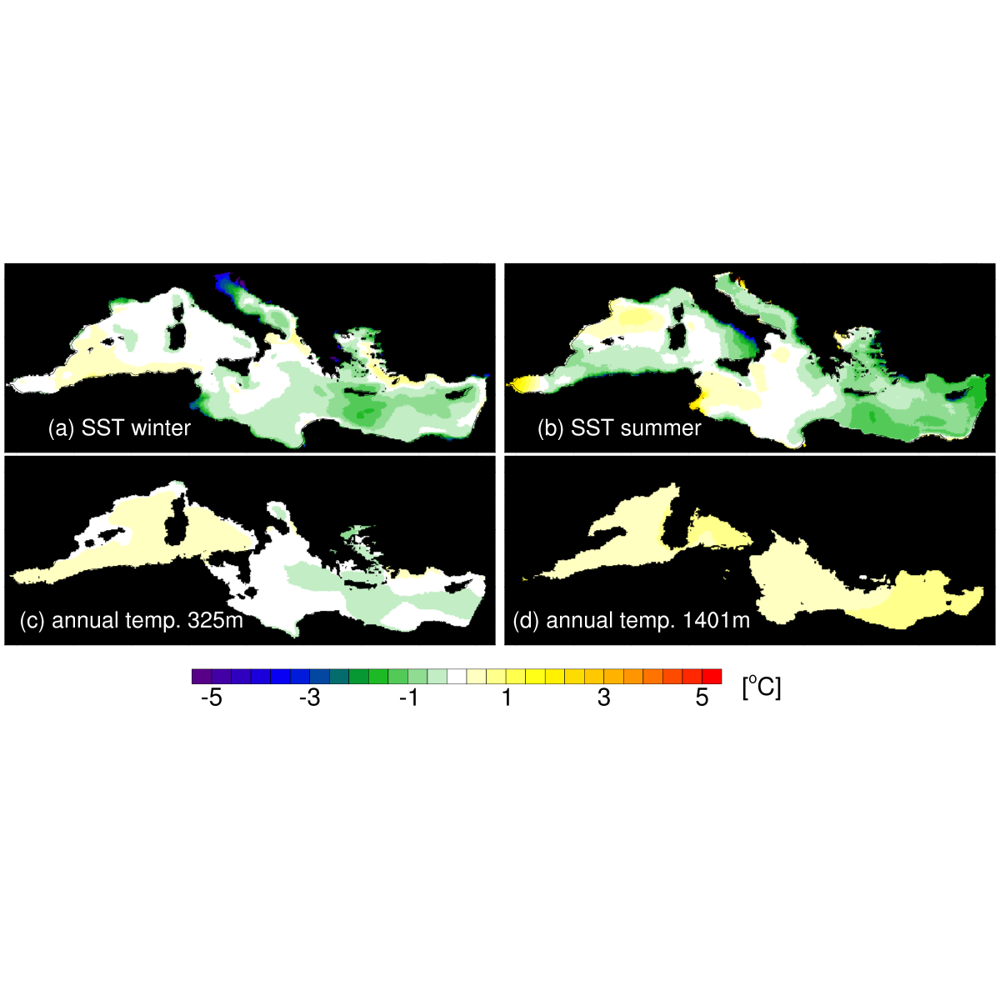 (a) SST winter
(b) SST summer
(c) annual temp. 325m
(d) annual temp. 1401m
-5 -3 -1 1 3 5 [°C]